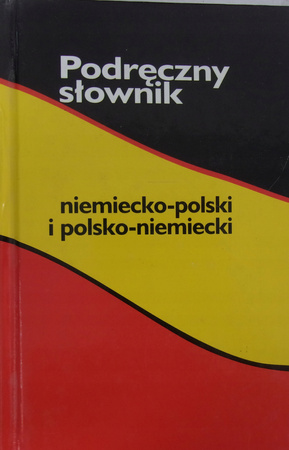 Podręczny
słownik
niemiecko-polski
i polsko-niemiecki